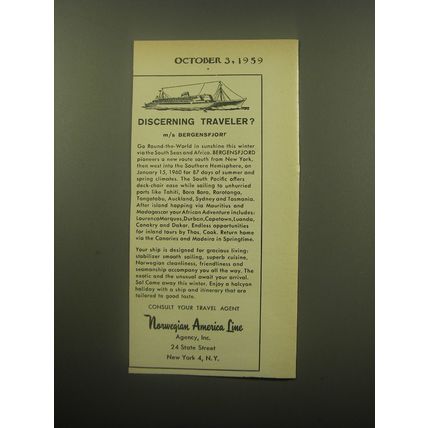 OCTOBER 3, 1959
DISCERNING TRAVELER?
m/s BERGENSFJORD
Go Round-the-World in sunshine this winter
via the South Seas and Africa. BERGENSFJORD
pioneers a new route south from New York,
then west into the Southern Hemisphere, on
January 15, 1960 for 87 days of summer and
spring climates. The South Pacific offers
deck-chair ease while sailing to unhurried
ports like Tahiti, Bora Bora, Rarotonga,
Tongatabu, Auckland, Sydney and Tasmania.
After island happing via Mauritius and
Madagascar your African Adventure includes:
Lourenco Marques, Durban, Capetown, Luanda,
Conakry and Dakar. Endless opportunities
for inland tours by Thos. Cook. Return home
via the Canaries and Madeira in Springtime.
Your ship is designed for gracious living:
stabilizer smooth sailing, superb cuisine,
Norwegian cleanliness, friendliness and
seamanship accompany you all the way. The
exotic and the unusual await your arrival.
So! Come away this winter. Enjoy a halcyon
holiday with a ship and itinerary that are
tailored to good taste.
CONSULT YOUR TRAVEL AGENT
Norwegian America Line
Agency, Inc.
24 State Street
New York 4, N.Y.